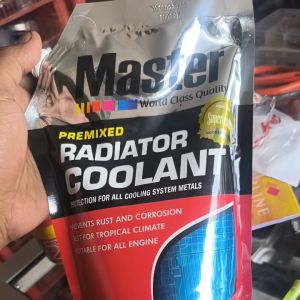 Master
World Class Quality
PREMIXED
RADIATOR
COOLANT
PROTECTION FOR ALL COOLING SYSTEM METALS
PREVENTS RUST AND CORROSION
BEST FOR TROPICAL CLIMATE
SUITABLE FOR ALL ENGINE